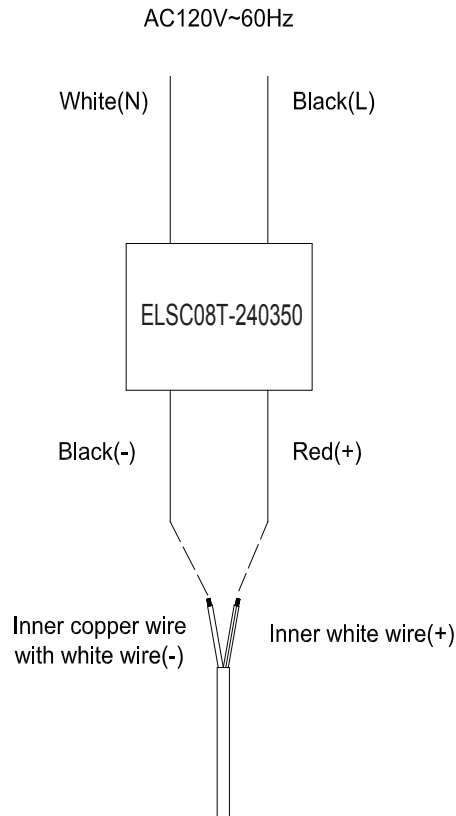 AC120V~60Hz
White(N)
Black(L)
ELSC08T-240350
Black(-)
Red(+)
Inner copper wire
with white wire(-)
Inner white wire(+)